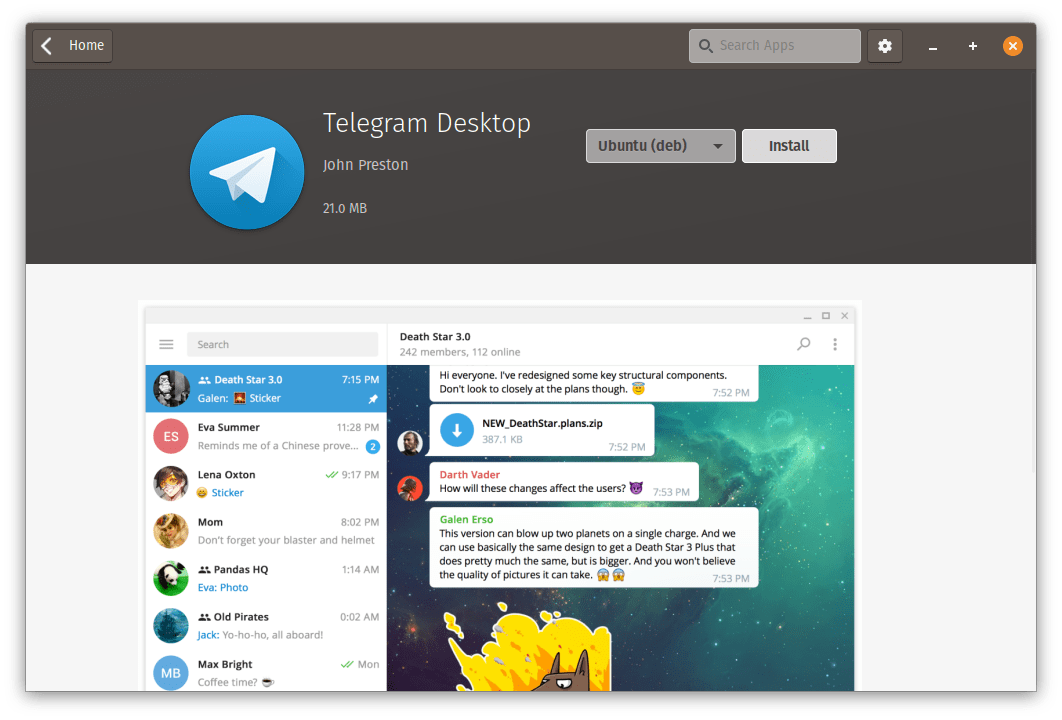 Home
Search Apps
Telegram Desktop
John Preston
21.0 MB
Ubuntu (deb)
Install
Search
Death Star 3.0 7:15 PM
Galen: Sticker
Eva Summer 11:28 PM
Reminds me of a Chinese prove... 2
Lena Oxton 9:17 PM
Sticker
Mom 8:02 PM
Don't forget your blaster and helmet
Pandas HQ 1:14 AM
Eva: Photo
Old Pirates 0:02 AM
Jack: Yo-ho-ho, all aboard!
Max Bright Mon
Coffee time?
ES
MB
Death Star 3.0
242 members, 112 online
Hi everyone. I've redesigned some key structural components.
Don't look to closely at the plans though. 7:52 PM
NEW_DeathStar.plans.zip
387.1 KB
7:52 PM
Darth Vader
How will these changes affect the users? 7:53 PM
Galen Erso
This version can blow up two planets on a single charge. And we
can use basically the same design to get a Death Star 3 Plus that
does pretty much the same, but is bigger. And you won't believe
the quality of pictures it can take. 7:53 PM